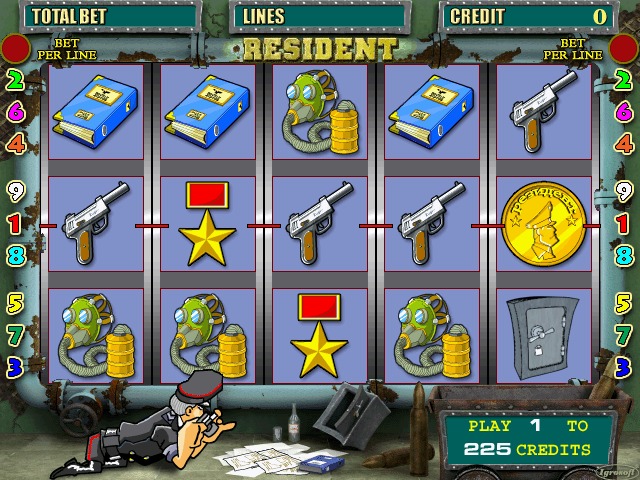 TOTAL BET
LINES
CREDIT 0
RESIDENT
BET PER LINE
BET PER LINE
2 2
6 6
4 4
9 9
1 1
8 8
5 5
7 7
3 3
RESIDENT
PLAY 1 TO
225 CREDITS
Igrosoft